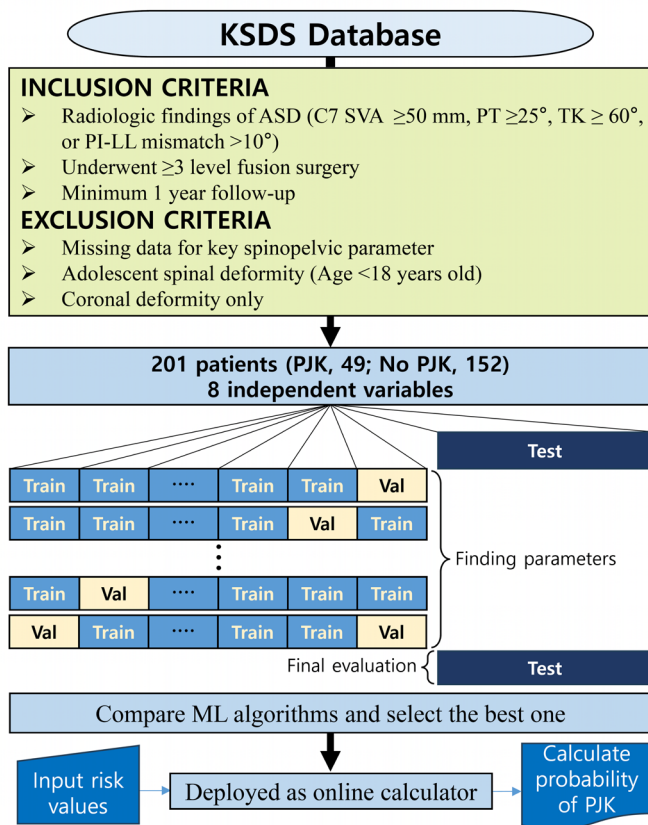 KSDS Database
INCLUSION CRITERIA
➢ Radiologic findings of ASD (C7 SVA ≥50 mm, PT ≥25°, TK ≥ 60°,
or PI-LL mismatch >10°)
➢ Underwent ≥3 level fusion surgery
➢ Minimum 1 year follow-up
EXCLUSION CRITERIA
➢ Missing data for key spinopelvic parameter
➢ Adolescent spinal deformity (Age <18 years old)
➢ Coronal deformity only
201 patients (PJK, 49; No PJK, 152)
8 independent variables
Test
Train Train .... Train Train Val
Train Train .... Train Val Train
Finding parameters
Train Val .... Train Train Train
Val Train .... Train Train Val
Final evaluation
Test
Compare ML algorithms and select the best one
Input risk
values
Deployed as online calculator
Calculate
probability
of PJK